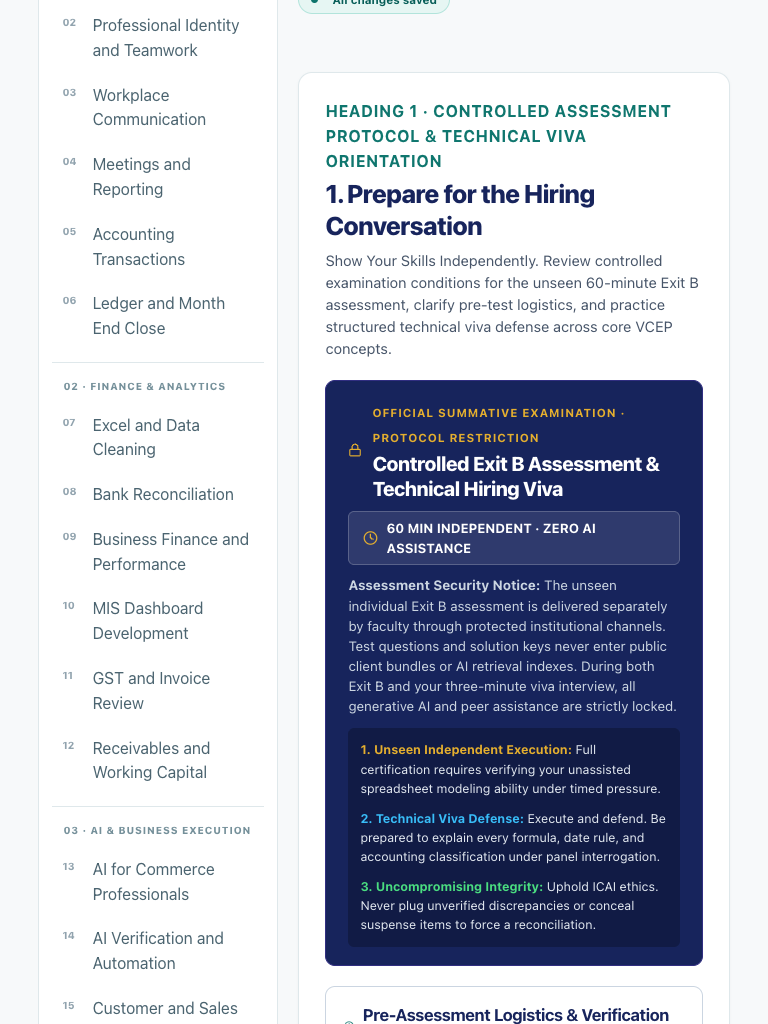 02 Professional Identity
and Teamwork
03 Workplace
Communication
04 Meetings and
Reporting
05 Accounting
Transactions
06 Ledger and Month
End Close
02 · FINANCE & ANALYTICS
07 Excel and Data
Cleaning
08 Bank Reconciliation
09 Business Finance and
Performance
10 MIS Dashboard
Development
11 GST and Invoice
Review
12 Receivables and
Working Capital
03 · AI & BUSINESS EXECUTION
13 AI for Commerce
Professionals
14 AI Verification and
Automation
15 Customer and Sales
All changes saved
HEADING 1 · CONTROLLED ASSESSMENT
PROTOCOL & TECHNICAL VIVA
ORIENTATION
1. Prepare for the Hiring
Conversation
Show Your Skills Independently. Review controlled
examination conditions for the unseen 60-minute Exit B
assessment, clarify pre-test logistics, and practice
structured technical viva defense across core VCEP
concepts.
OFFICIAL SUMMATIVE EXAMINATION ·
PROTOCOL RESTRICTION
Controlled Exit B Assessment &
Technical Hiring Viva
60 MIN INDEPENDENT · ZERO AI
ASSISTANCE
Assessment Security Notice: The unseen
individual Exit B assessment is delivered separately
by faculty through protected institutional channels.
Test questions and solution keys never enter public
client bundles or AI retrieval indexes. During both
Exit B and your three-minute viva interview, all
generative AI and peer assistance are strictly locked.
1. Unseen Independent Execution: Full
certification requires verifying your unassisted
spreadsheet modeling ability under timed pressure.
2. Technical Viva Defense: Execute and defend. Be
prepared to explain every formula, date rule, and
accounting classification under panel interrogation.
3. Uncompromising Integrity: Uphold ICAI ethics.
Never plug unverified discrepancies or conceal
suspense items to force a reconciliation.
Pre-Assessment Logistics & Verification